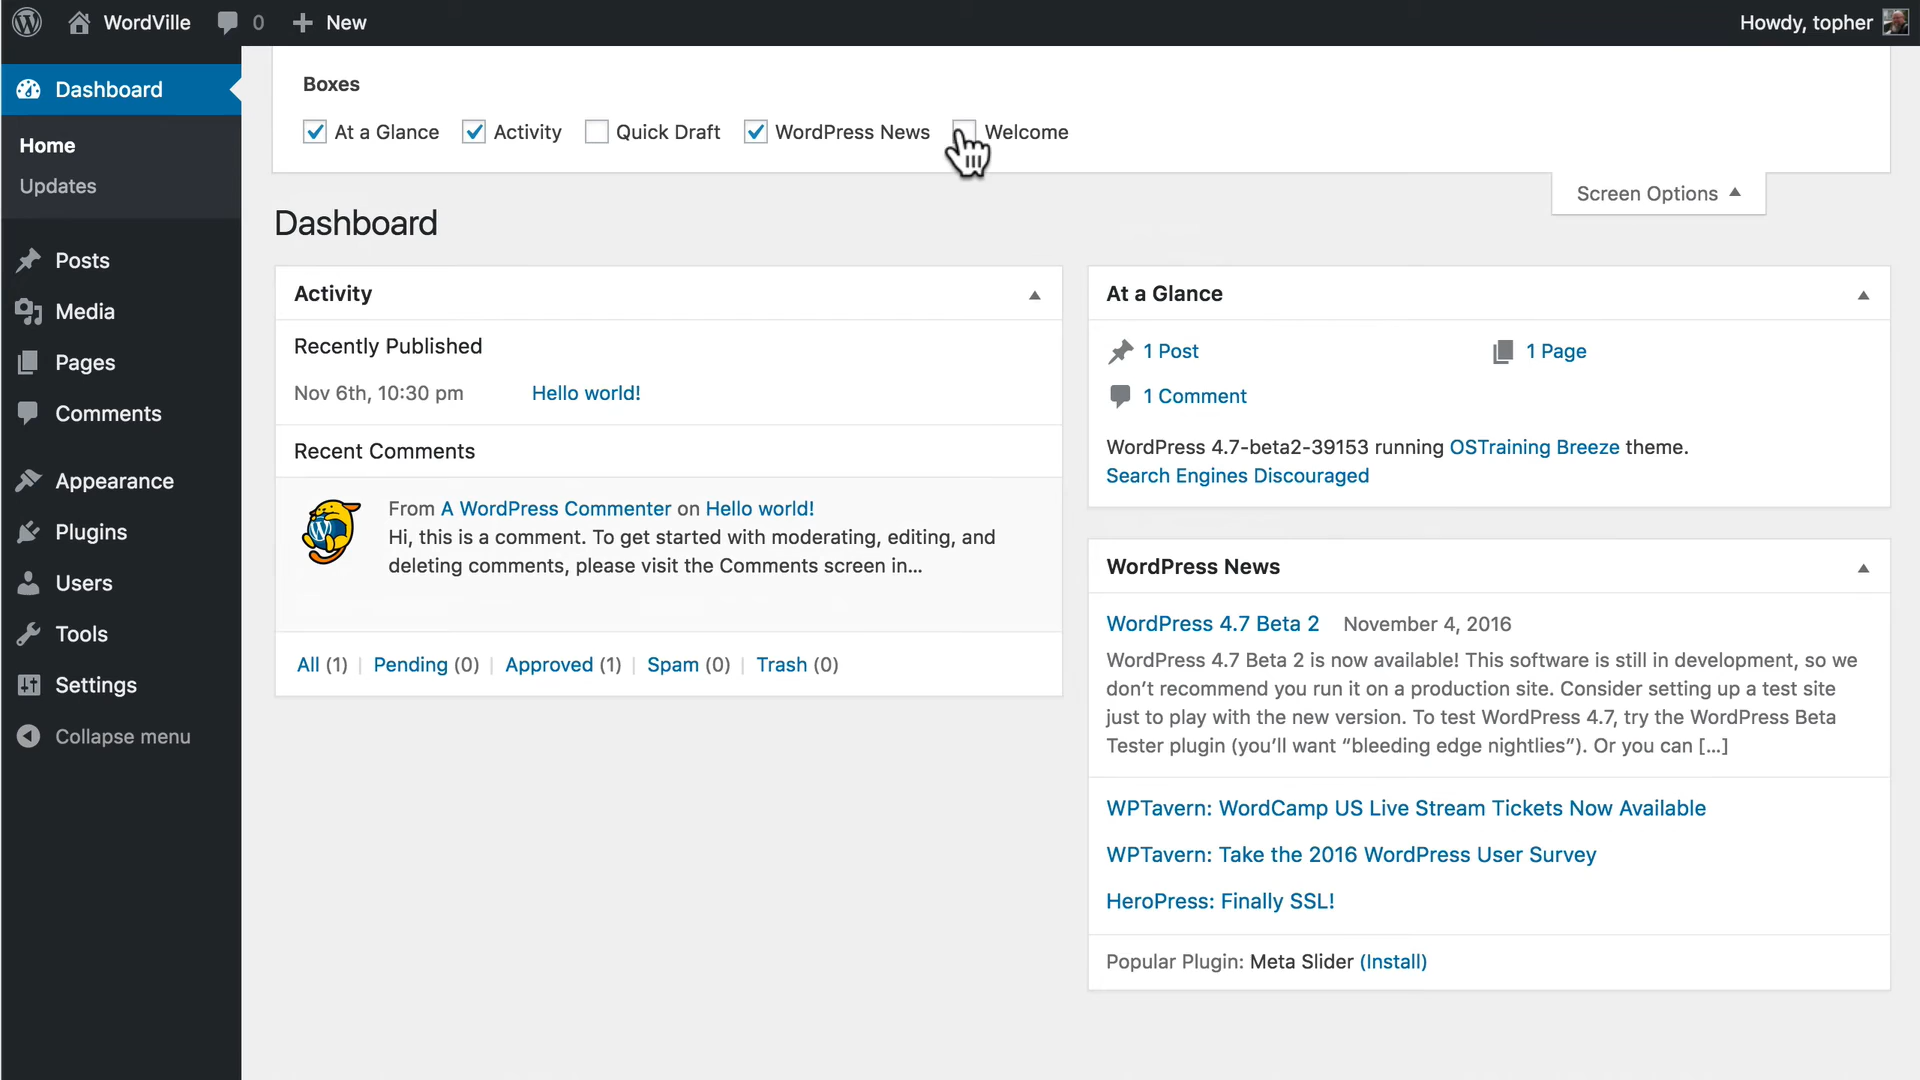 WordVille 0 New Howdy, topher
Dashboard
Home
Updates
Posts
Media
Pages
Comments
Appearance
Plugins
Users
Tools
Settings
Collapse menu
Boxes
At a Glance Activity Quick Draft WordPress News Welcome
Screen Options
Dashboard
Activity
Recently Published
Nov 6th, 10:30 pm Hello world!
Recent Comments
From A WordPress Commenter on Hello world!
Hi, this is a comment. To get started with moderating, editing, and
deleting comments, please visit the Comments screen in…
All (1) | Pending (0) | Approved (1) | Spam (0) | Trash (0)
At a Glance
1 Post 1 Page
1 Comment
WordPress 4.7-beta2-39153 running OSTraining Breeze theme.
Search Engines Discouraged
WordPress News
WordPress 4.7 Beta 2 November 4, 2016
WordPress 4.7 Beta 2 is now available! This software is still in development, so we
don’t recommend you run it on a production site. Consider setting up a test site
just to play with the new version. To test WordPress 4.7, try the WordPress Beta
Tester plugin (you’ll want “bleeding edge nightlies”). Or you can […]
WPTavern: WordCamp US Live Stream Tickets Now Available
WPTavern: Take the 2016 WordPress User Survey
HeroPress: Finally SSL!
Popular Plugin: Meta Slider (Install)